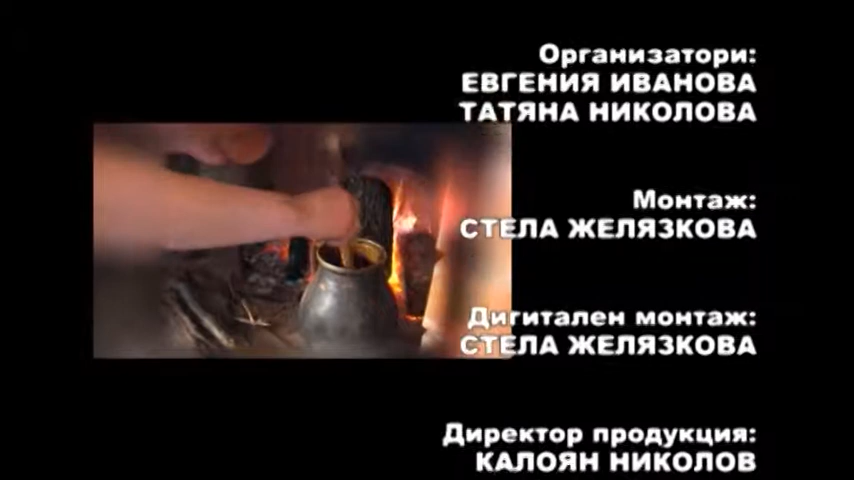 Организатори:
ЕВГЕНИЯ ИВАНОВА
ТАТЯНА НИКОЛОВА
Монтаж:
СТЕЛА ЖЕЛЯЗКОВА
Дигитален монтаж:
СТЕЛА ЖЕЛЯЗКОВА
Директор продукция:
КАЛОЯН НИКОЛОВ